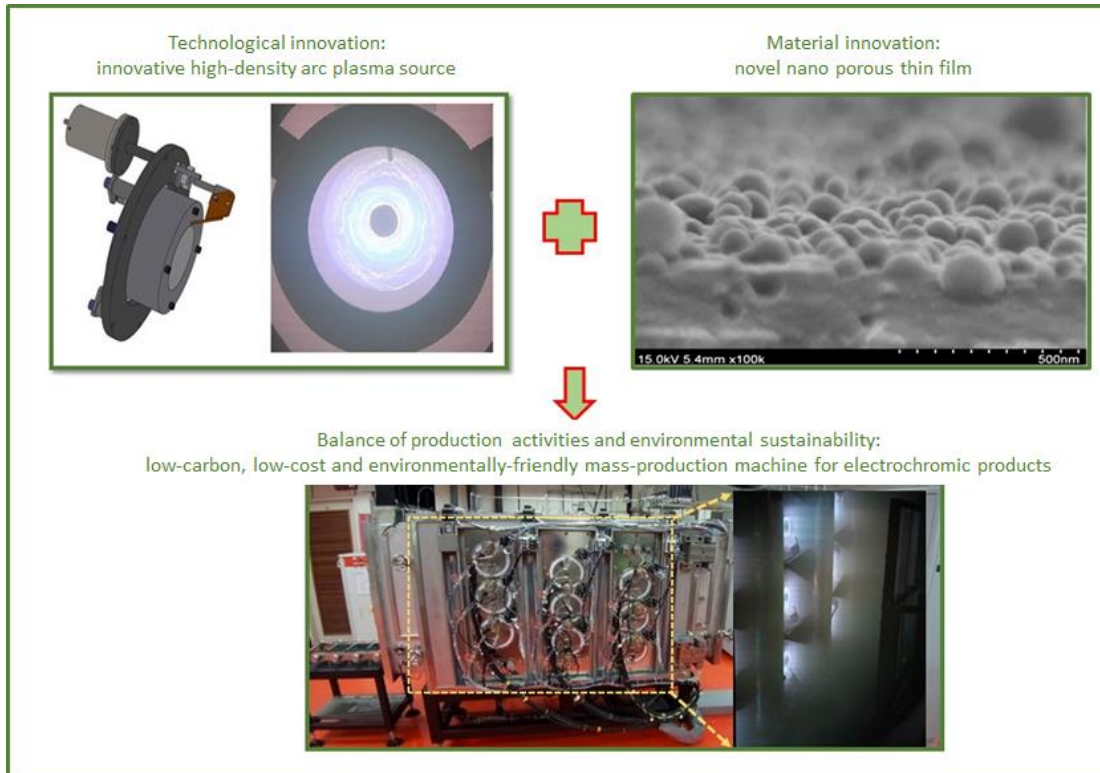 Technological innovation:
innovative high-density arc plasma source
Material innovation:
novel nano porous thin film
15.0kV 5.4mm x100k
500nm
Balance of production activities and environmental sustainability:
low-carbon, low-cost and environmentally-friendly mass-production machine for electrochromic products